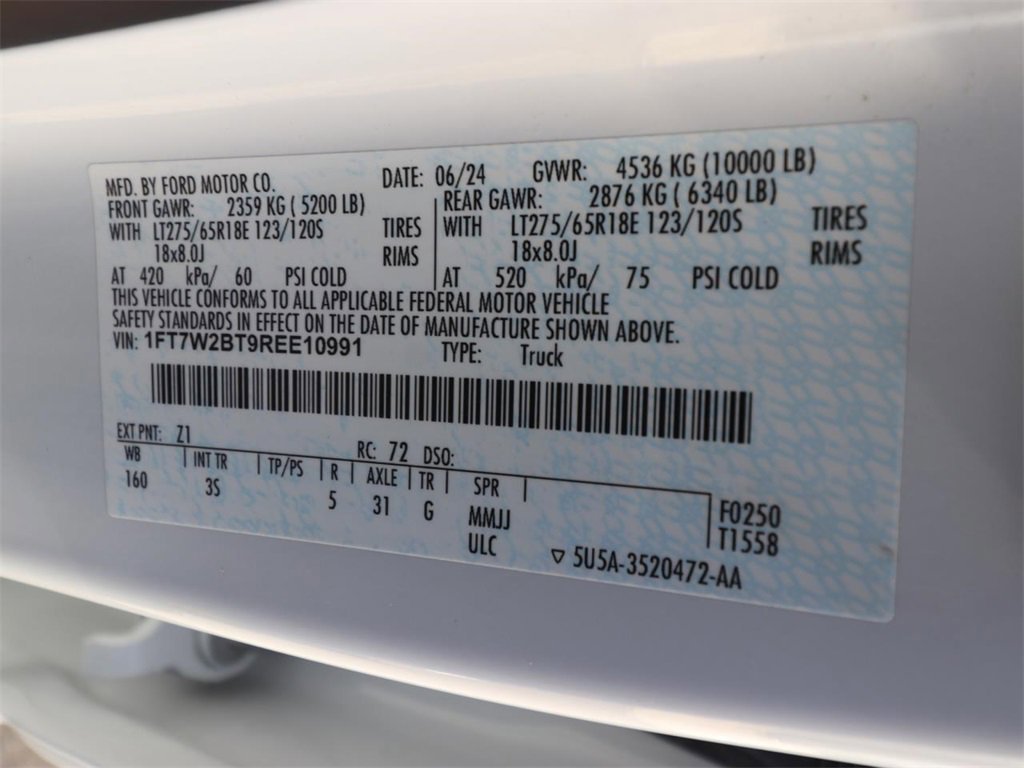 MFD. BY FORD MOTOR CO. DATE: 06/24 GVWR: 4536 KG (10000 LB)
FRONT GAWR: 2359 KG ( 5200 LB) REAR GAWR: 2876 KG ( 6340 LB)
WITH LT275/65R18E 123/120S TIRES WITH LT275/65R18E 123/120S TIRES
18x8.0J RIMS 18x8.0J RIMS
AT 420 kPa/ 60 PSI COLD AT 520 kPa/ 75 PSI COLD
THIS VEHICLE CONFORMS TO ALL APPLICABLE FEDERAL MOTOR VEHICLE
SAFETY STANDARDS IN EFFECT ON THE DATE OF MANUFACTURE SHOWN ABOVE.
VIN: 1FT7W2BT9REE10991 TYPE: Truck
EXT PNT: Z1 RC: 72 DSO:
WB INT TR TP/PS R AXLE TR SPR
160 3S 5 31 G MMJJ F0250
ULC T1558
5U5A-3520472-AA